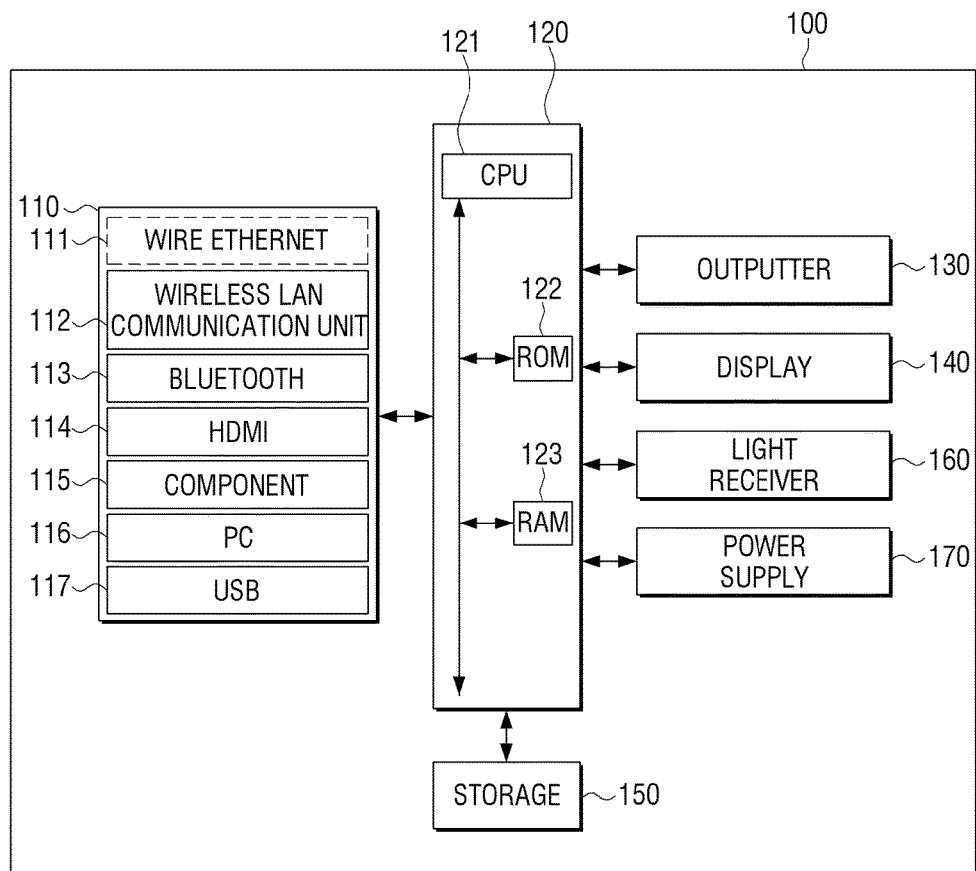 100
121
120
CPU
110
111
WIRE ETHERNET
112
WIRELESS LAN
COMMUNICATION UNIT
113
BLUETOOTH
114
HDMI
115
COMPONENT
116
PC
117
USB
122
ROM
123
RAM
OUTPUTTER
130
DISPLAY
140
LIGHT
RECEIVER
160
POWER
SUPPLY
170
STORAGE
150